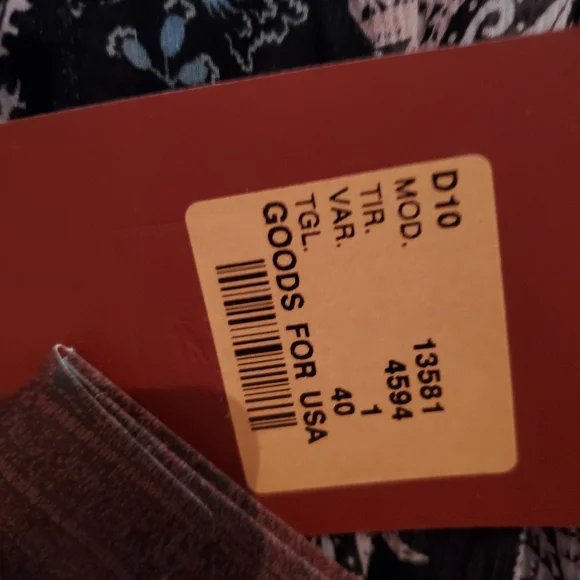 D10
MOD. 13581
TIR. 4594
VAR. 1
TGL. 40
GOODS FOR USA